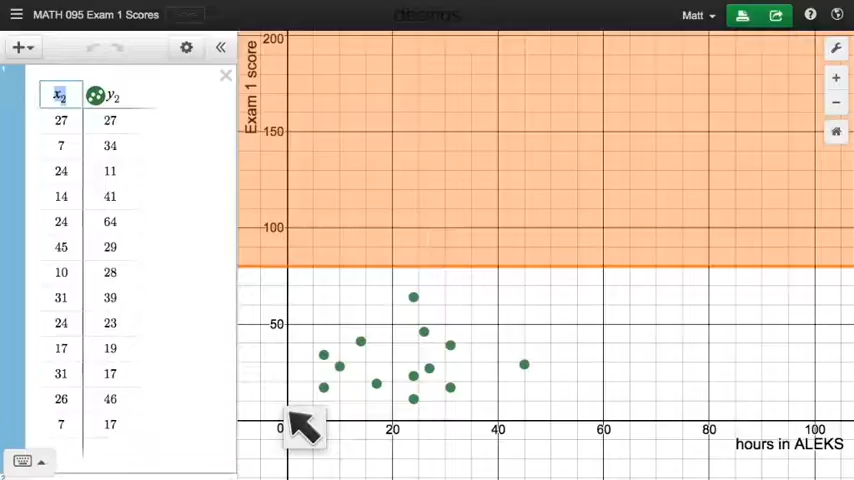 MATH 095 Exam 1 Scores
desmos
Matt
x2 y2
27 27
7 34
24 11
14 41
24 64
45 29
10 28
31 39
24 23
17 19
31 17
26 46
7 17
Exam 1 score
200
150
100
50
0 20 40 60 80 100
hours in ALEKS